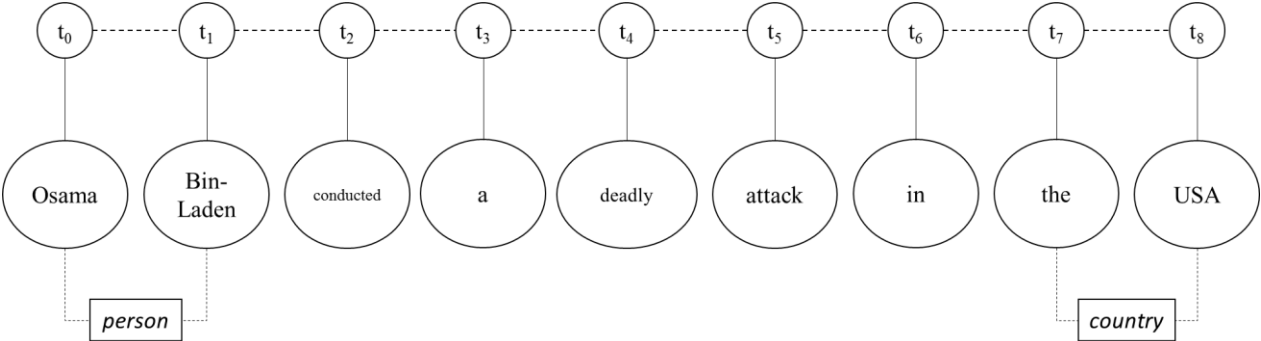 t₀ t₁ t₂ t₃ t₄ t₅ t₆ t₇ t₈
Osama Bin- conducted a deadly attack in the USA
Laden
person country